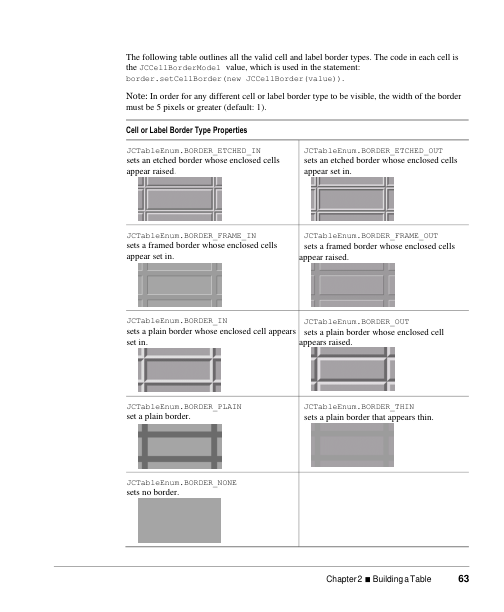 The following table outlines all the valid cell and label border types. The code in each cell is
the JCCellBorderModel value, which is used in the statement:
border.setCellBorder(new JCCellBorder(value)).
Note: In order for any different cell or label border type to be visible, the width of the border
must be 5 pixels or greater (default: 1).
Cell or Label Border Type Properties
JCTableEnum.BORDER_ETCHED_IN
sets an etched border whose enclosed cells
appear raised.
JCTableEnum.BORDER_ETCHED_OUT
sets an etched border whose enclosed cells
appear set in.
JCTableEnum.BORDER_FRAME_IN
sets a framed border whose enclosed cells
appear set in.
JCTableEnum.BORDER_FRAME_OUT
sets a framed border whose enclosed cells
appear raised.
JCTableEnum.BORDER_IN
sets a plain border whose enclosed cell appears
set in.
JCTableEnum.BORDER_OUT
sets a plain border whose enclosed cell
appears raised.
JCTableEnum.BORDER_PLAIN
set a plain border.
JCTableEnum.BORDER_THIN
sets a plain border that appears thin.
JCTableEnum.BORDER_NONE
sets no border.
Chapter 2 ■ Building a Table 63